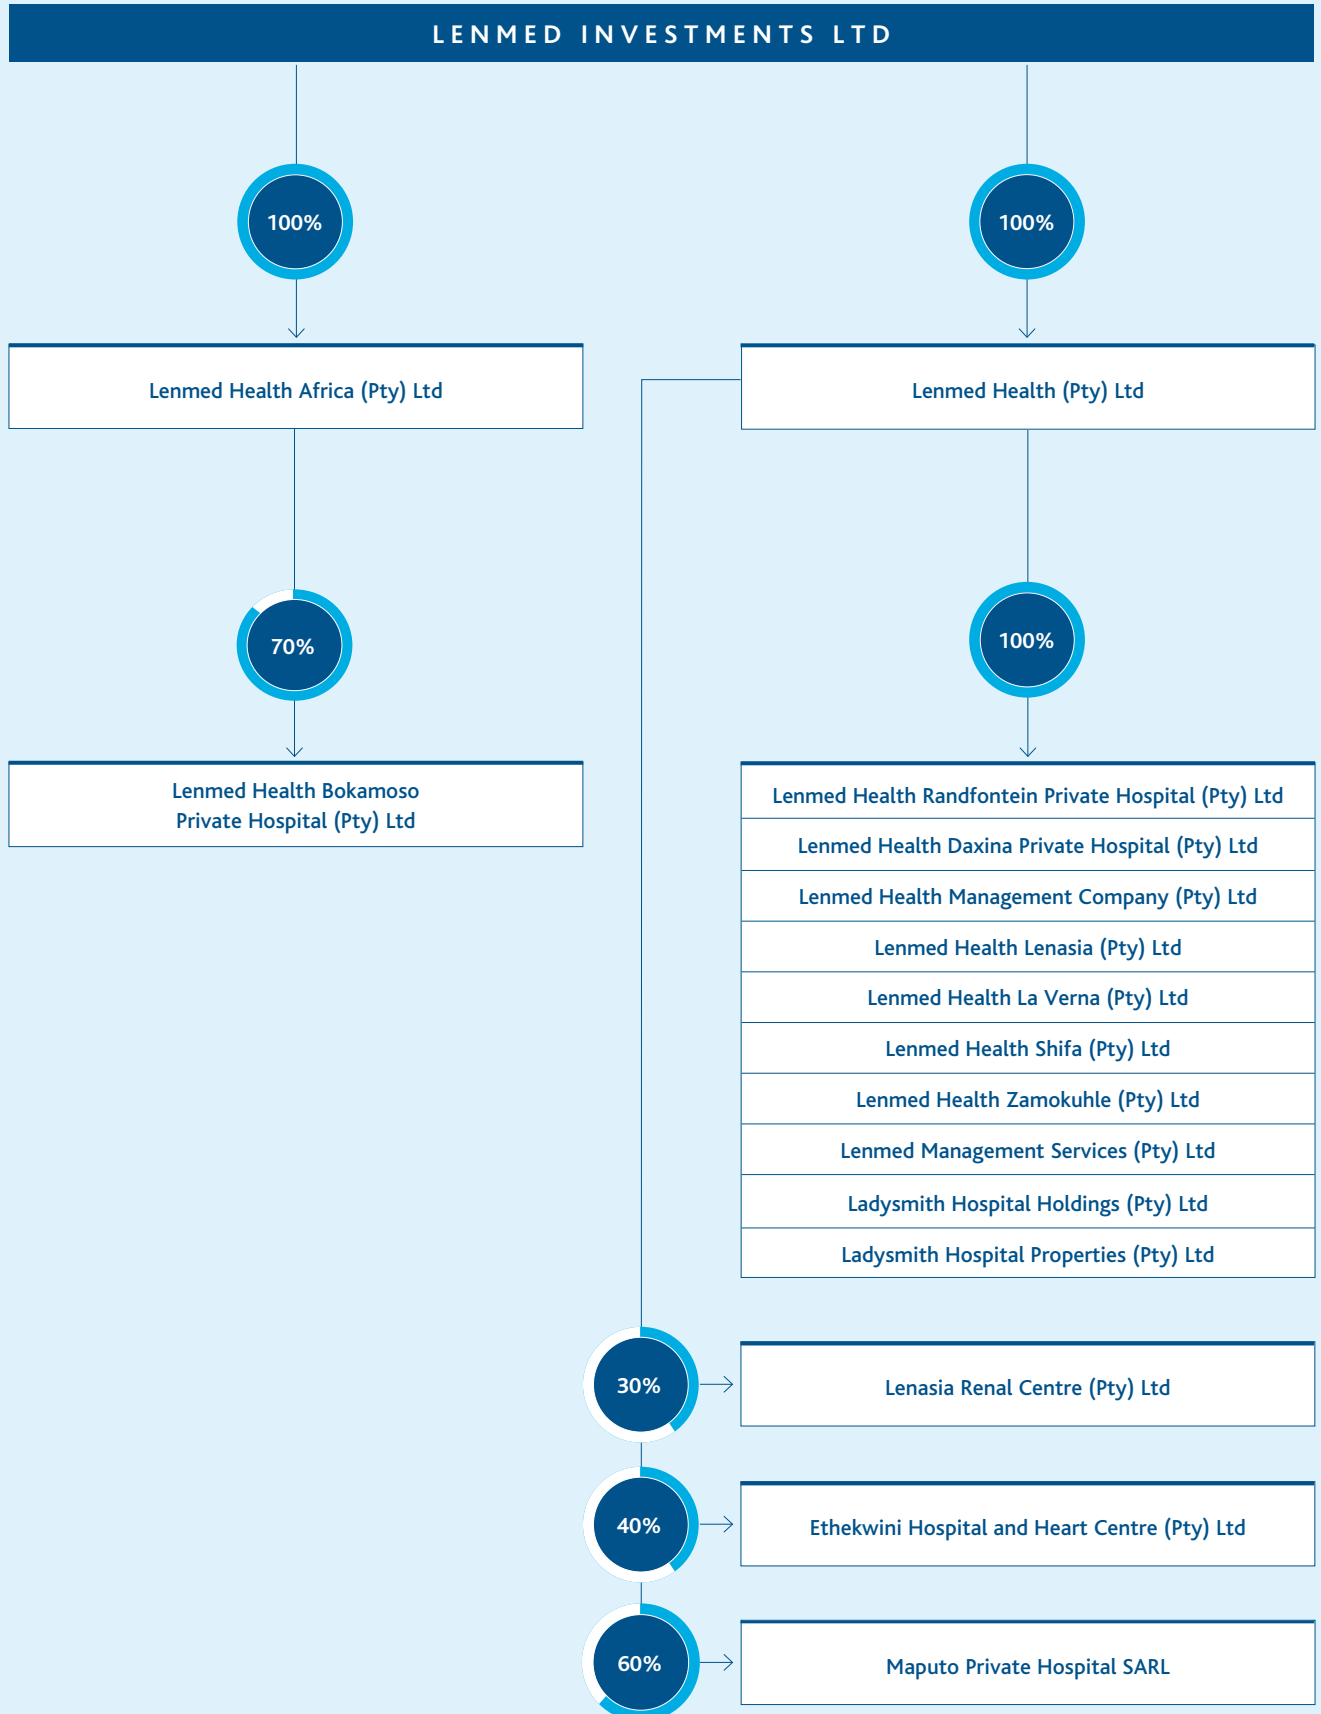 LENMED INVESTMENTS LTD
100%
100%
Lenmed Health Africa (Pty) Ltd
Lenmed Health (Pty) Ltd
70%
100%
Lenmed Health Bokamoso
Private Hospital (Pty) Ltd
Lenmed Health Randfontein Private Hospital (Pty) Ltd
Lenmed Health Daxina Private Hospital (Pty) Ltd
Lenmed Health Management Company (Pty) Ltd
Lenmed Health Lenasia (Pty) Ltd
Lenmed Health La Verna (Pty) Ltd
Lenmed Health Shifa (Pty) Ltd
Lenmed Health Zamokuhle (Pty) Ltd
Lenmed Management Services (Pty) Ltd
Ladysmith Hospital Holdings (Pty) Ltd
Ladysmith Hospital Properties (Pty) Ltd
30%
Lenasia Renal Centre (Pty) Ltd
40%
Ethekwini Hospital and Heart Centre (Pty) Ltd
60%
Maputo Private Hospital SARL